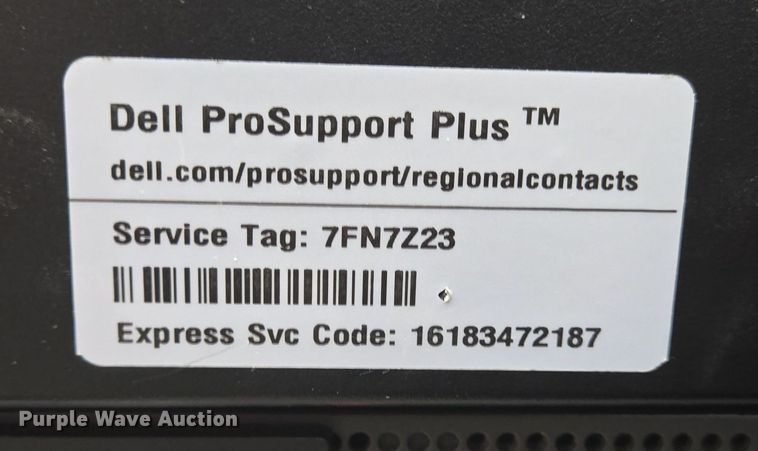 Dell ProSupport Plus ™
dell.com/prosupport/regionalcontacts
Service Tag: 7FN7Z23
Express Svc Code: 16183472187
Purple Wave Auction